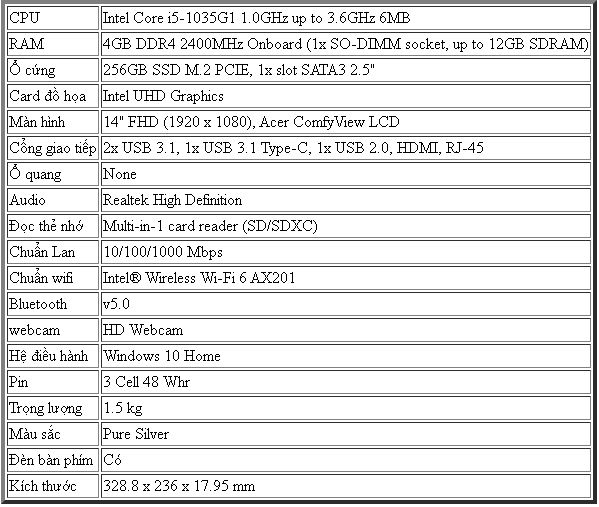 CPU Intel Core i5-1035G1 1.0GHz up to 3.6GHz 6MB
RAM 4GB DDR4 2400MHz Onboard (1x SO-DIMM socket, up to 12GB SDRAM)
Ổ cứng 256GB SSD M.2 PCIE, 1x slot SATA3 2.5"
Card đồ họa Intel UHD Graphics
Màn hình 14" FHD (1920 x 1080), Acer ComfyView LCD
Cổng giao tiếp 2x USB 3.1, 1x USB 3.1 Type-C, 1x USB 2.0, HDMI, RJ-45
Ổ quang None
Audio Realtek High Definition
Đọc thẻ nhớ Multi-in-1 card reader (SD/SDXC)
Chuẩn Lan 10/100/1000 Mbps
Chuẩn wifi Intel® Wireless Wi-Fi 6 AX201
Bluetooth v5.0
webcam HD Webcam
Hệ điều hành Windows 10 Home
Pin 3 Cell 48 Whr
Trọng lượng 1.5 kg
Màu sắc Pure Silver
Đèn bàn phím Có
Kích thước 328.8 x 236 x 17.95 mm